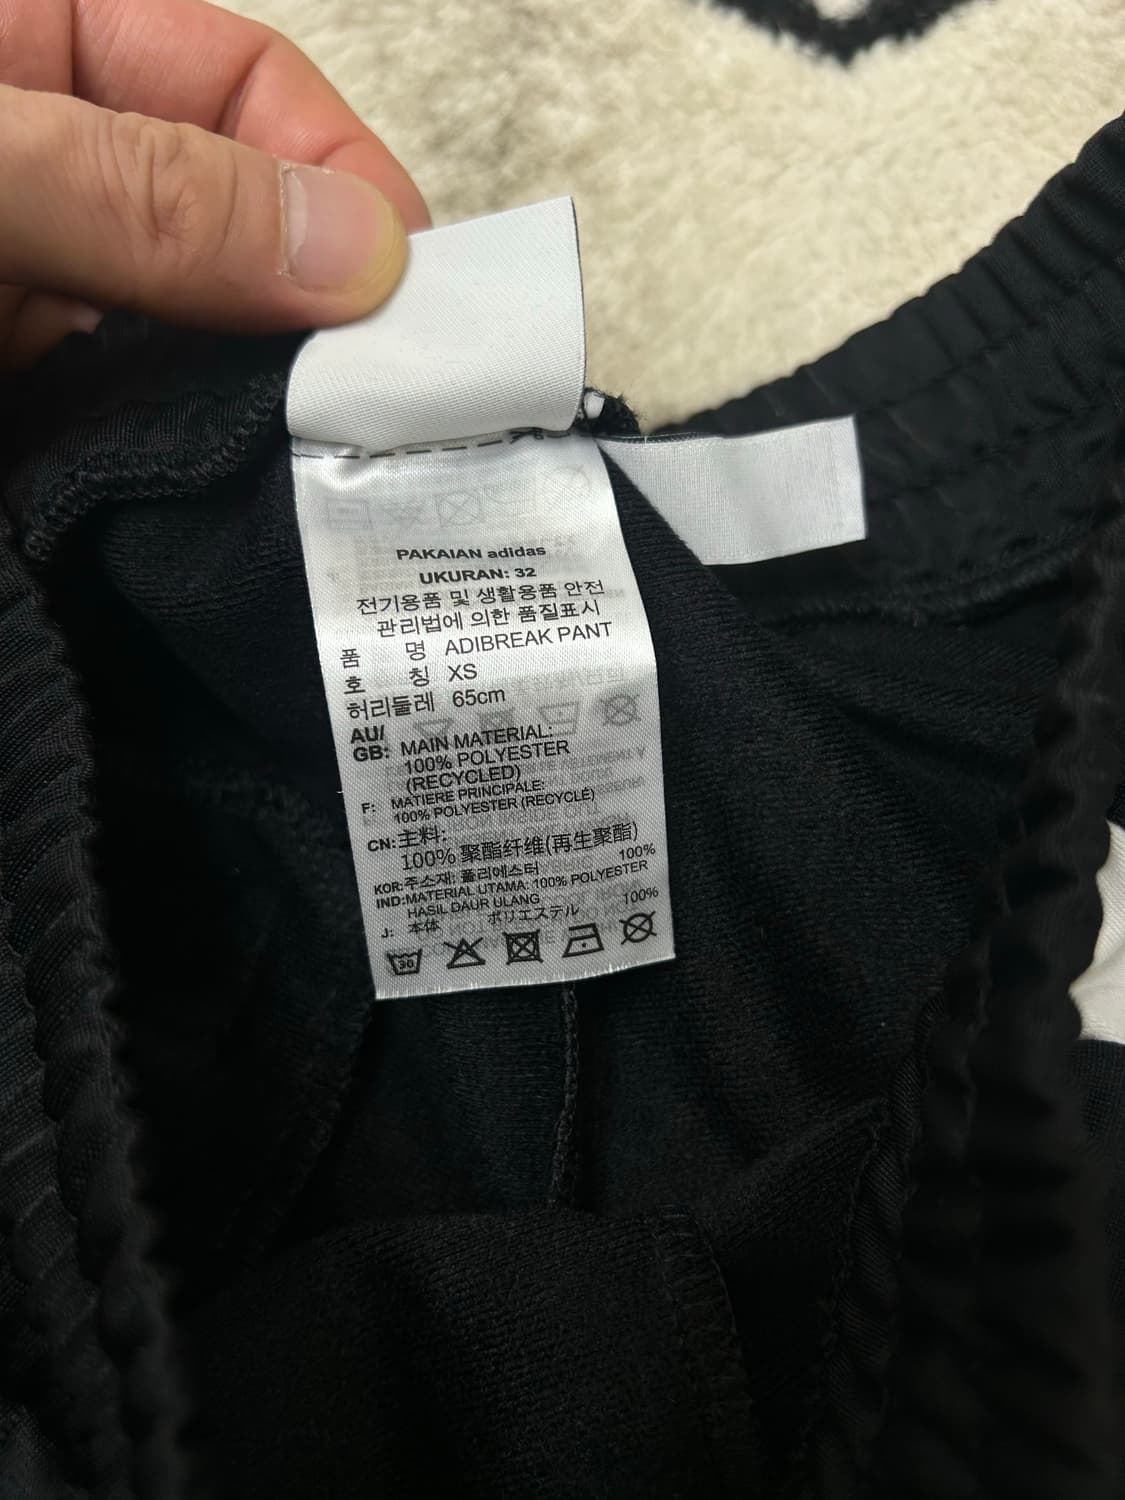 PAKAIAN adidas
UKURAN: 32
전기용품 및 생활용품 안전
관리법에 의한 품질표시
품 명 ADIBREAK PANT
호 칭 XS
허리둘레 65cm
AU/
GB: MAIN MATERIAL:
100% POLYESTER
(RECYCLED)
F: MATIERE PRINCIPALE:
100% POLYESTER (RECYCLÉ)
CN: 主料:
100% 聚酯纤维(再生聚酯)
KOR: 주소재: 폴리에스터 100%
IND: MATERIAL UTAMA: 100% POLYESTER
HASIL DAUR ULANG
J: 本体 ポリエステル 100%
30